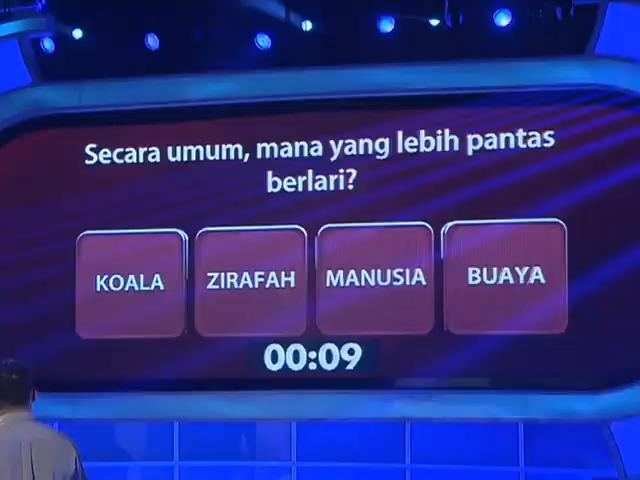 Secara umum, mana yang lebih pantas
berlari?
KOALA
ZIRAFAH
MANUSIA
BUAYA
00:09